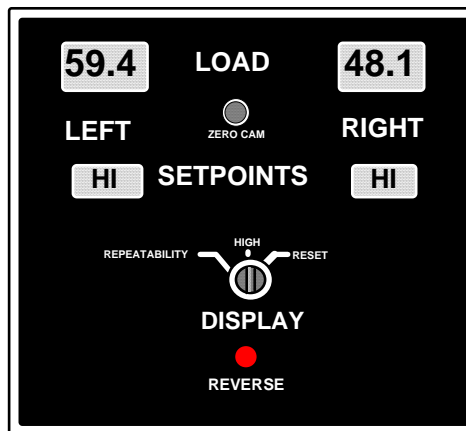 59.4 LOAD 48.1
LEFT ZERO CAM RIGHT
HI SETPOINTS HI
HIGH
REPEATABILITY RESET
DISPLAY
REVERSE